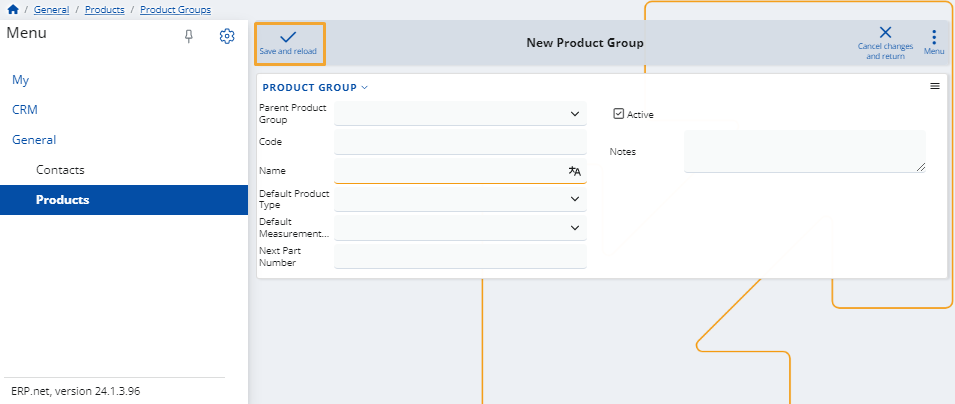 / General / Products / Product Groups
Menu
My
CRM
General
Contacts
Products
ERP.net, version 24.1.3.96
Save and reload
New Product Group
Cancel changes
and return
Menu
PRODUCT GROUP
Parent Product
Group
Code
Name
Default Product
Type
Default
Measurement...
Next Part
Number
Active
Notes